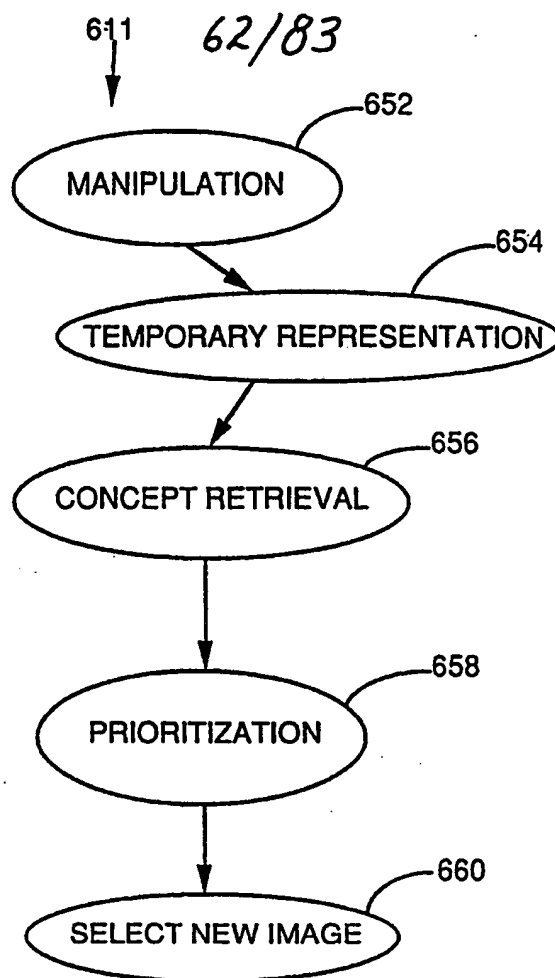 611 62/83
652
MANIPULATION
654
TEMPORARY REPRESENTATION
656
CONCEPT RETRIEVAL
658
PRIORITIZATION
660
SELECT NEW IMAGE